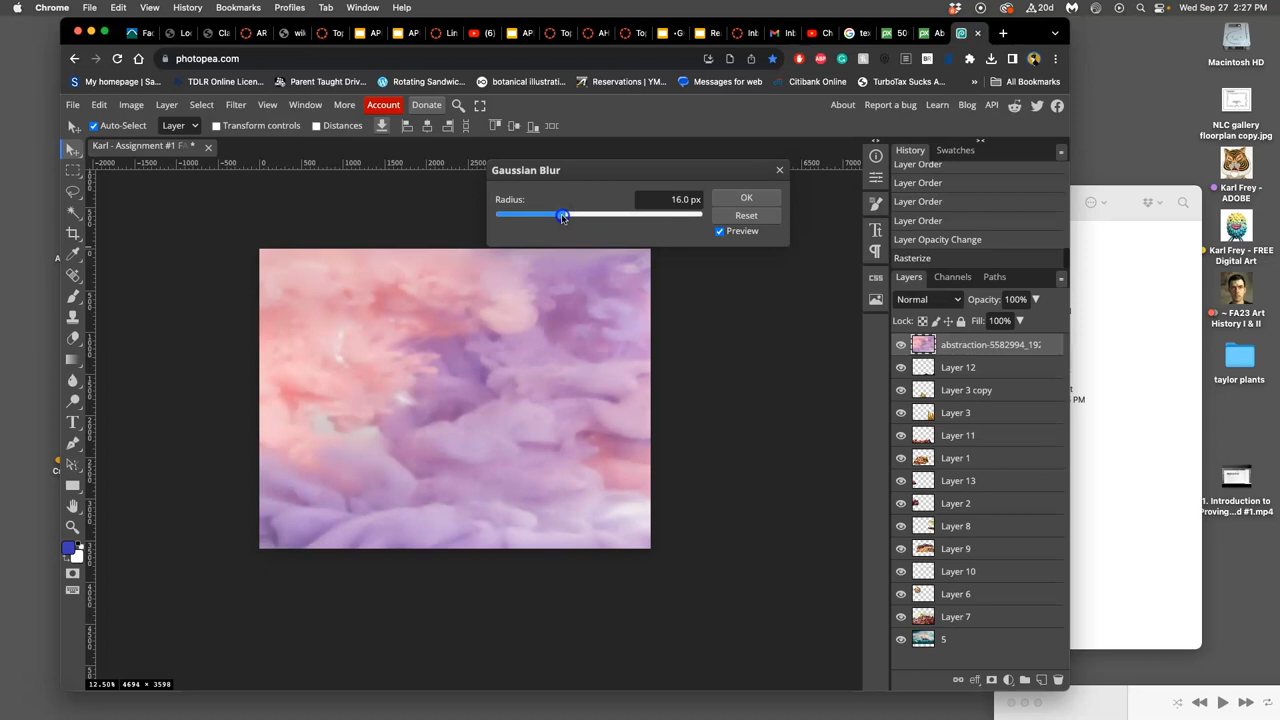 Chrome File Edit View History Bookmarks Profiles Tab Window Help 20d Wed Sep 27 2:27 PM
photopea.com
My homepage | Sa... TDLR Online Licen... Parent Taught Driv... Rotating Sandwic... botanical illustrati... Reservations | YM... Messages for web Citibank Online TurboTax Sucks A... All Bookmarks
File Edit Image Layer Select Filter View Window More Account Donate About Report a bug Learn Blog API
Auto-Select Layer Transform controls Distances
Karl - Assignment #1 FA *
History Swatches
Layer Order
Layer Order
Layer Order
Layer Order
Layer Opacity Change
Rasterize
Gaussian Blur
Radius: 16.0 px OK
Reset
Preview
CSS
Layers Channels Paths
Normal Opacity: 100%
Lock: Fill: 100%
abstraction-5582994_192
Layer 12
Layer 3 copy
Layer 3
Layer 11
Layer 1
Layer 13
Layer 2
Layer 8
Layer 9
Layer 10
Layer 6
Layer 7
5
eff
12.50% 4694 × 3598
Macintosh HD
NLC gallery
floorplan copy.jpg
Karl Frey -
ADOBE
Karl Frey - FREE
Digital Art
~ FA23 Art
History I & II
taylor plants
1. Introduction to
Proving...d #1.mp4